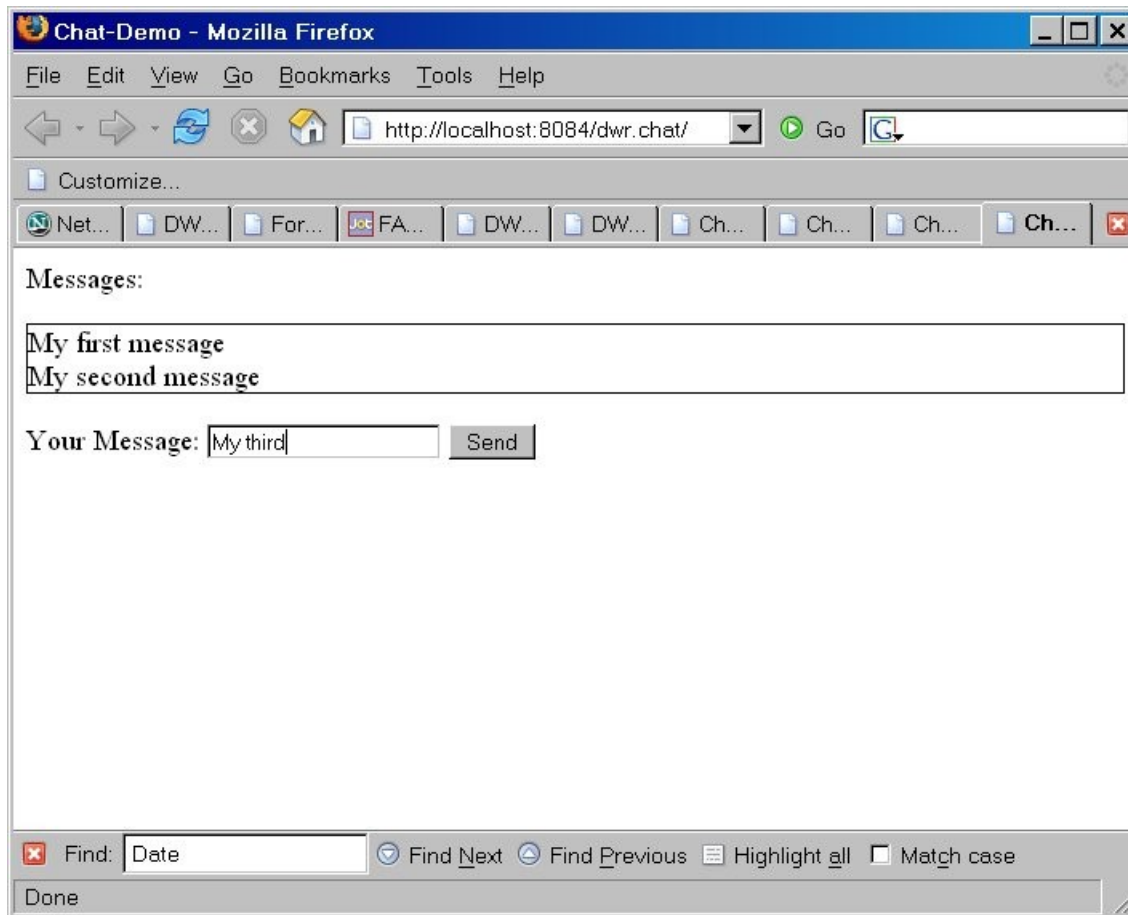 Chat-Demo - Mozilla Firefox
File Edit View Go Bookmarks Tools Help
http://localhost:8084/dwr.chat/ Go G
Customize...
Net... DW... For... Jot FA... DW... DW... Ch... Ch... Ch... Ch...
Messages:
My first message
My second message
Your Message: My third Send
Find: Date Find Next Find Previous Highlight all Match case
Done